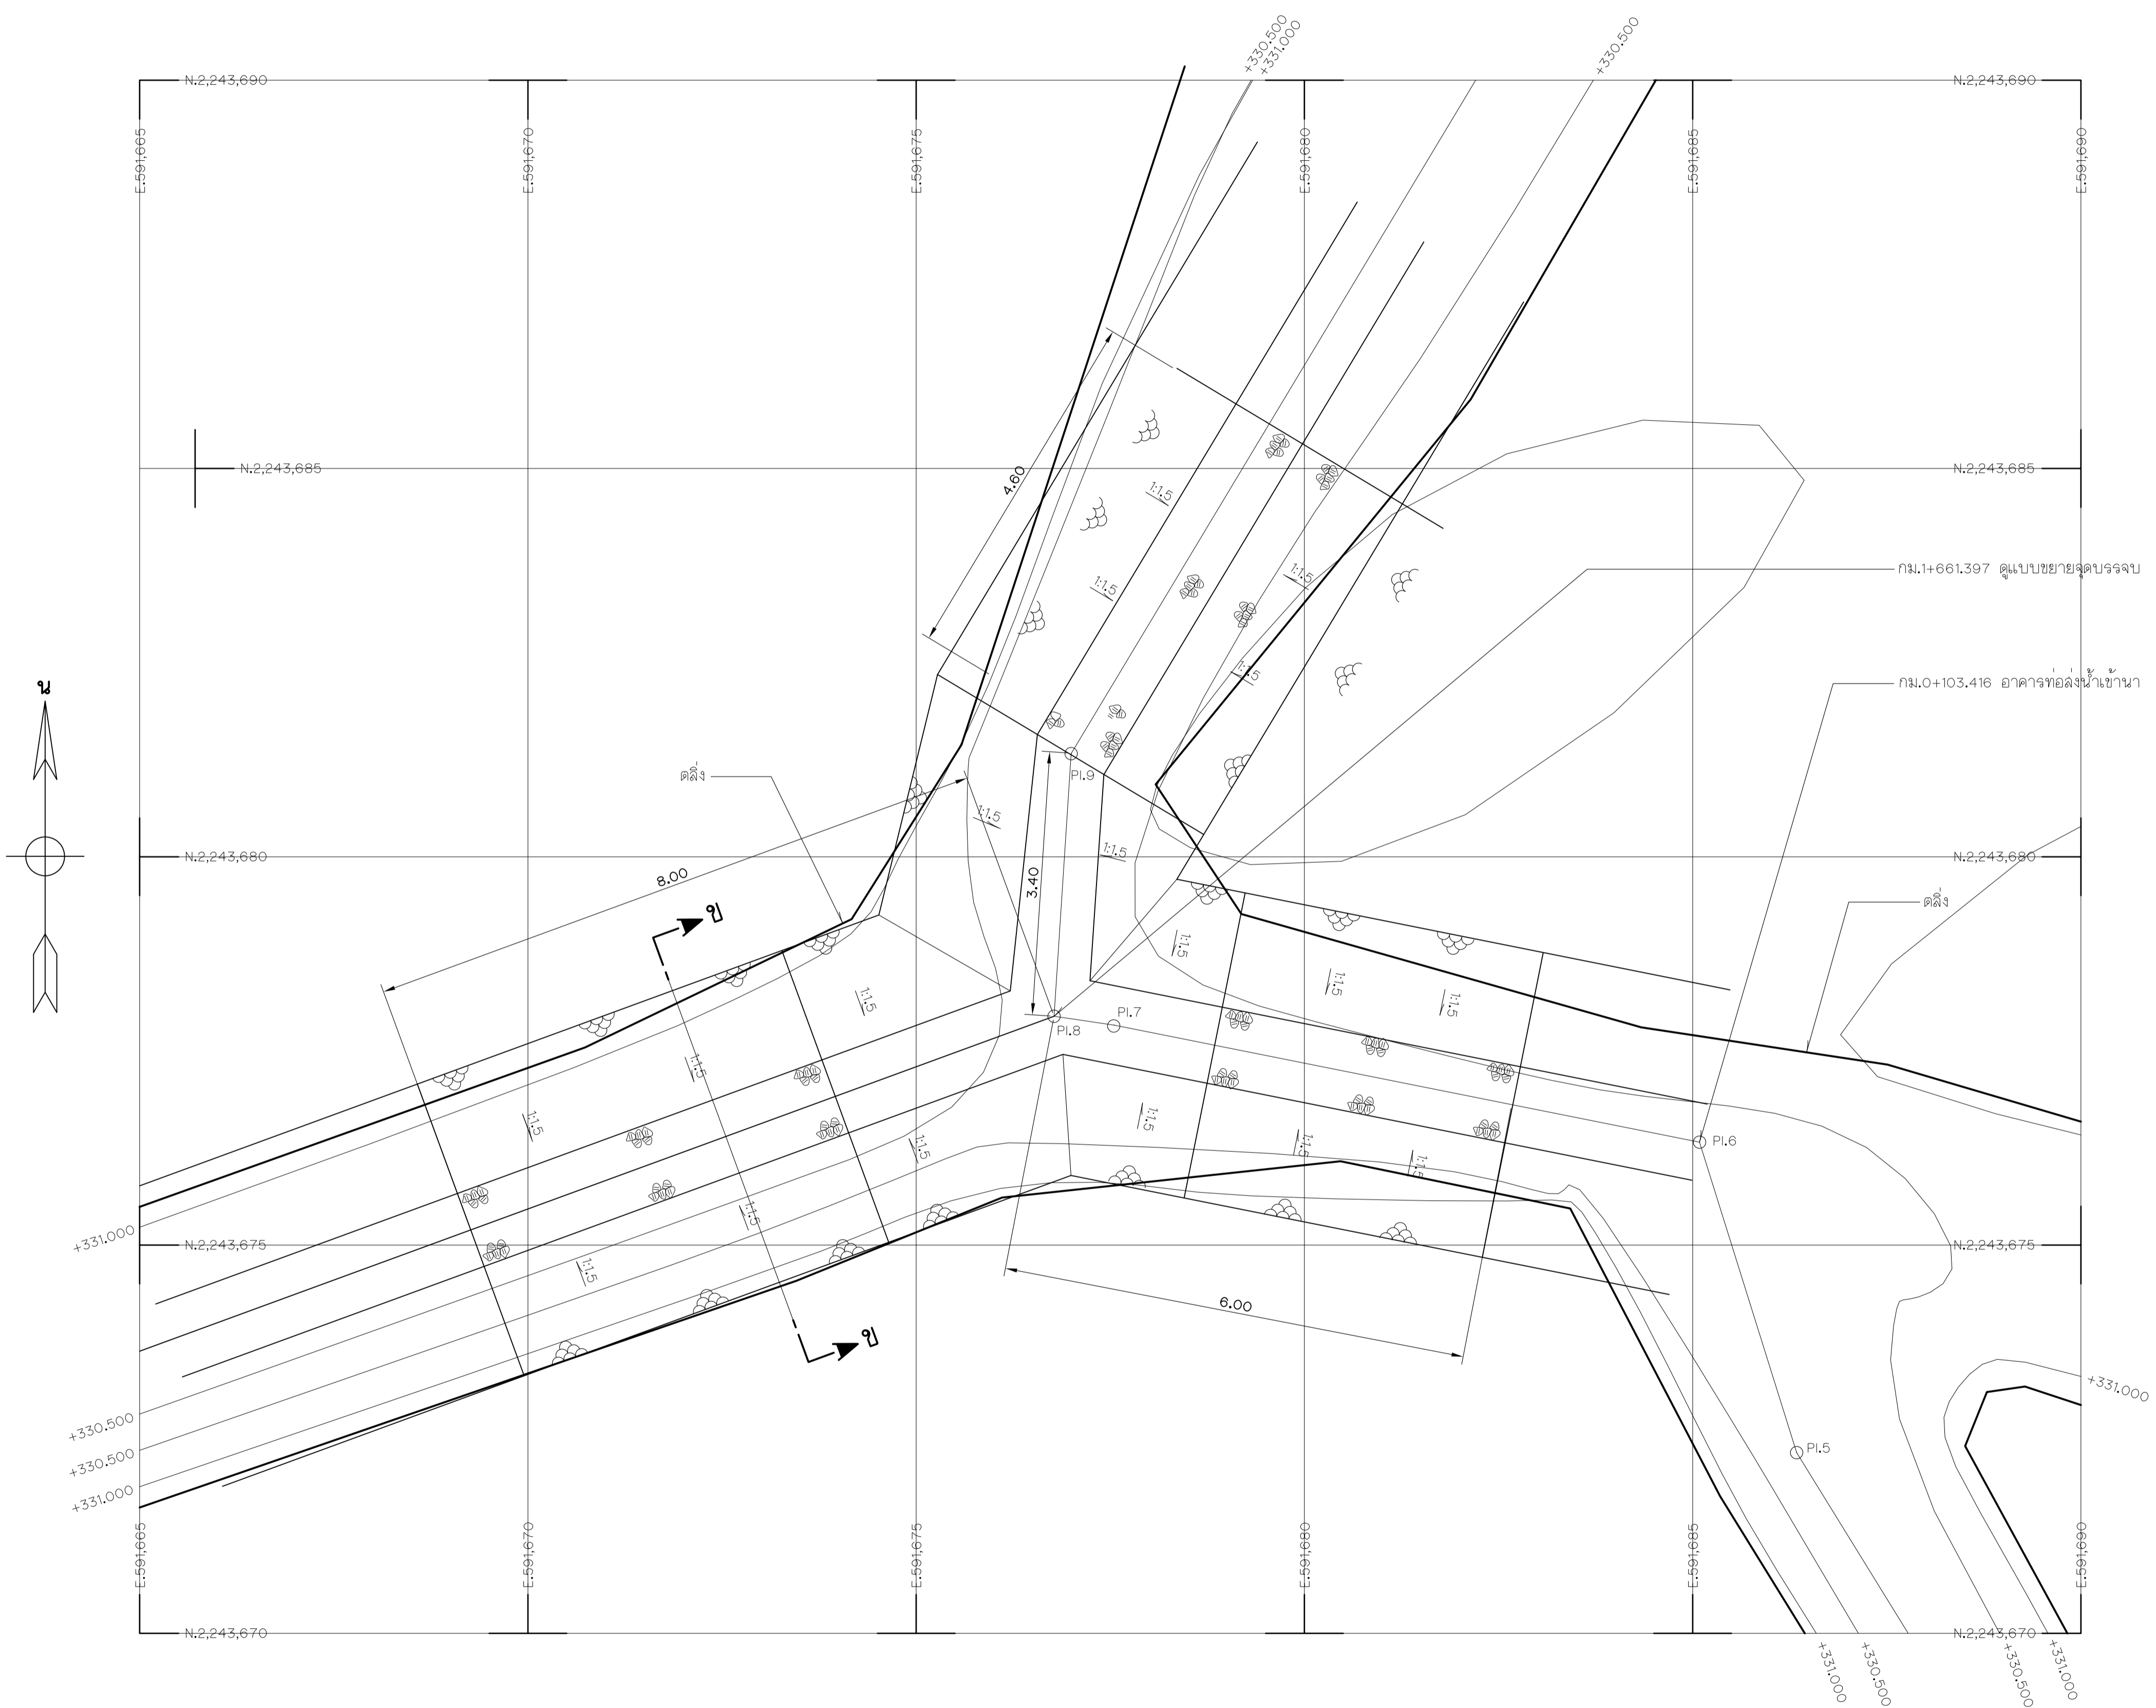 +330.500
+331.000
+330.500
N.2,243,690
N.2,243,690
E.591,665
E.591,670
E.591,675
E.591,680
E.591,685
E.591,690
N.2,243,685
N.2,243,685
4.60
1:1.5
1:1.5
1:1.5
กม.1+661.397 ดูแบบขยายจุดบรรจบ
1:1.5
กม.0+103.416 อาคารท่อส่งน้ำเข้านา
น
PI.9
ตลิ่ง
1:1.5
1:1.5
N.2,243,680
N.2,243,680
8.00
3.40
ข
ตลิ่ง
1:1.5
1:1.5
1:1.5
1:1.5
PI.8
PI.7
1:1.5
1:1.5
1:1.5
1:1.5
1:1.5
1:1.5
PI.6
1:1.5
+331.000
N.2,243,675
N.2,243,675
1:1.5
6.00
ข
+331.000
+330.500
PI.5
+330.500
+331.000
E.591,665
E.591,670
E.591,675
E.591,680
E.591,685
E.591,690
N.2,243,670
N.2,243,670
+331.000
+330.500
+330.500
+331.000